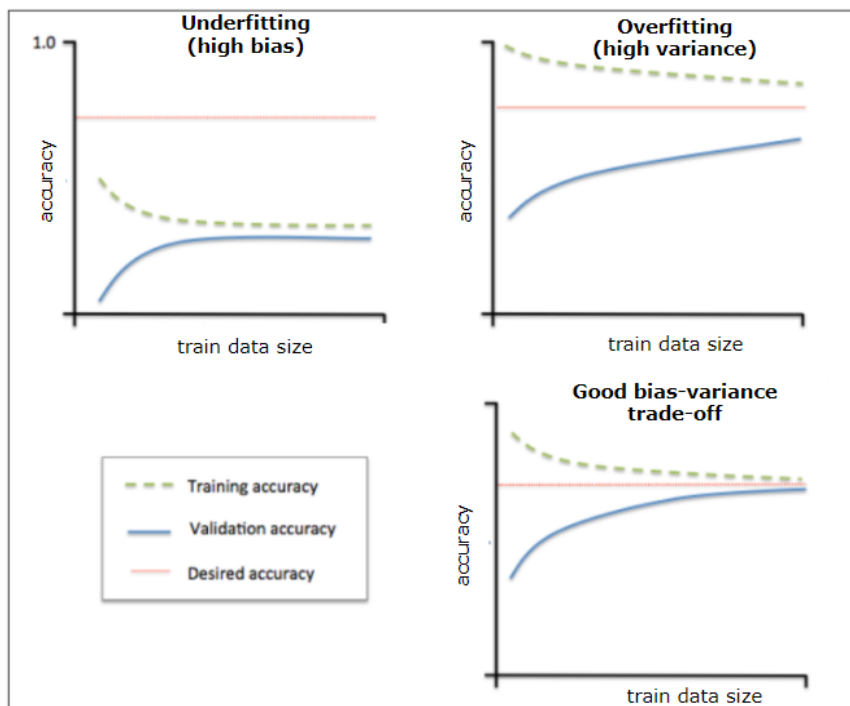 Underfitting
(high bias)
1.0
accuracy
train data size
Overfitting
(high variance)
accuracy
train data size
Training accuracy
Validation accuracy
Desired accuracy
Good bias-variance
trade-off
accuracy
train data size